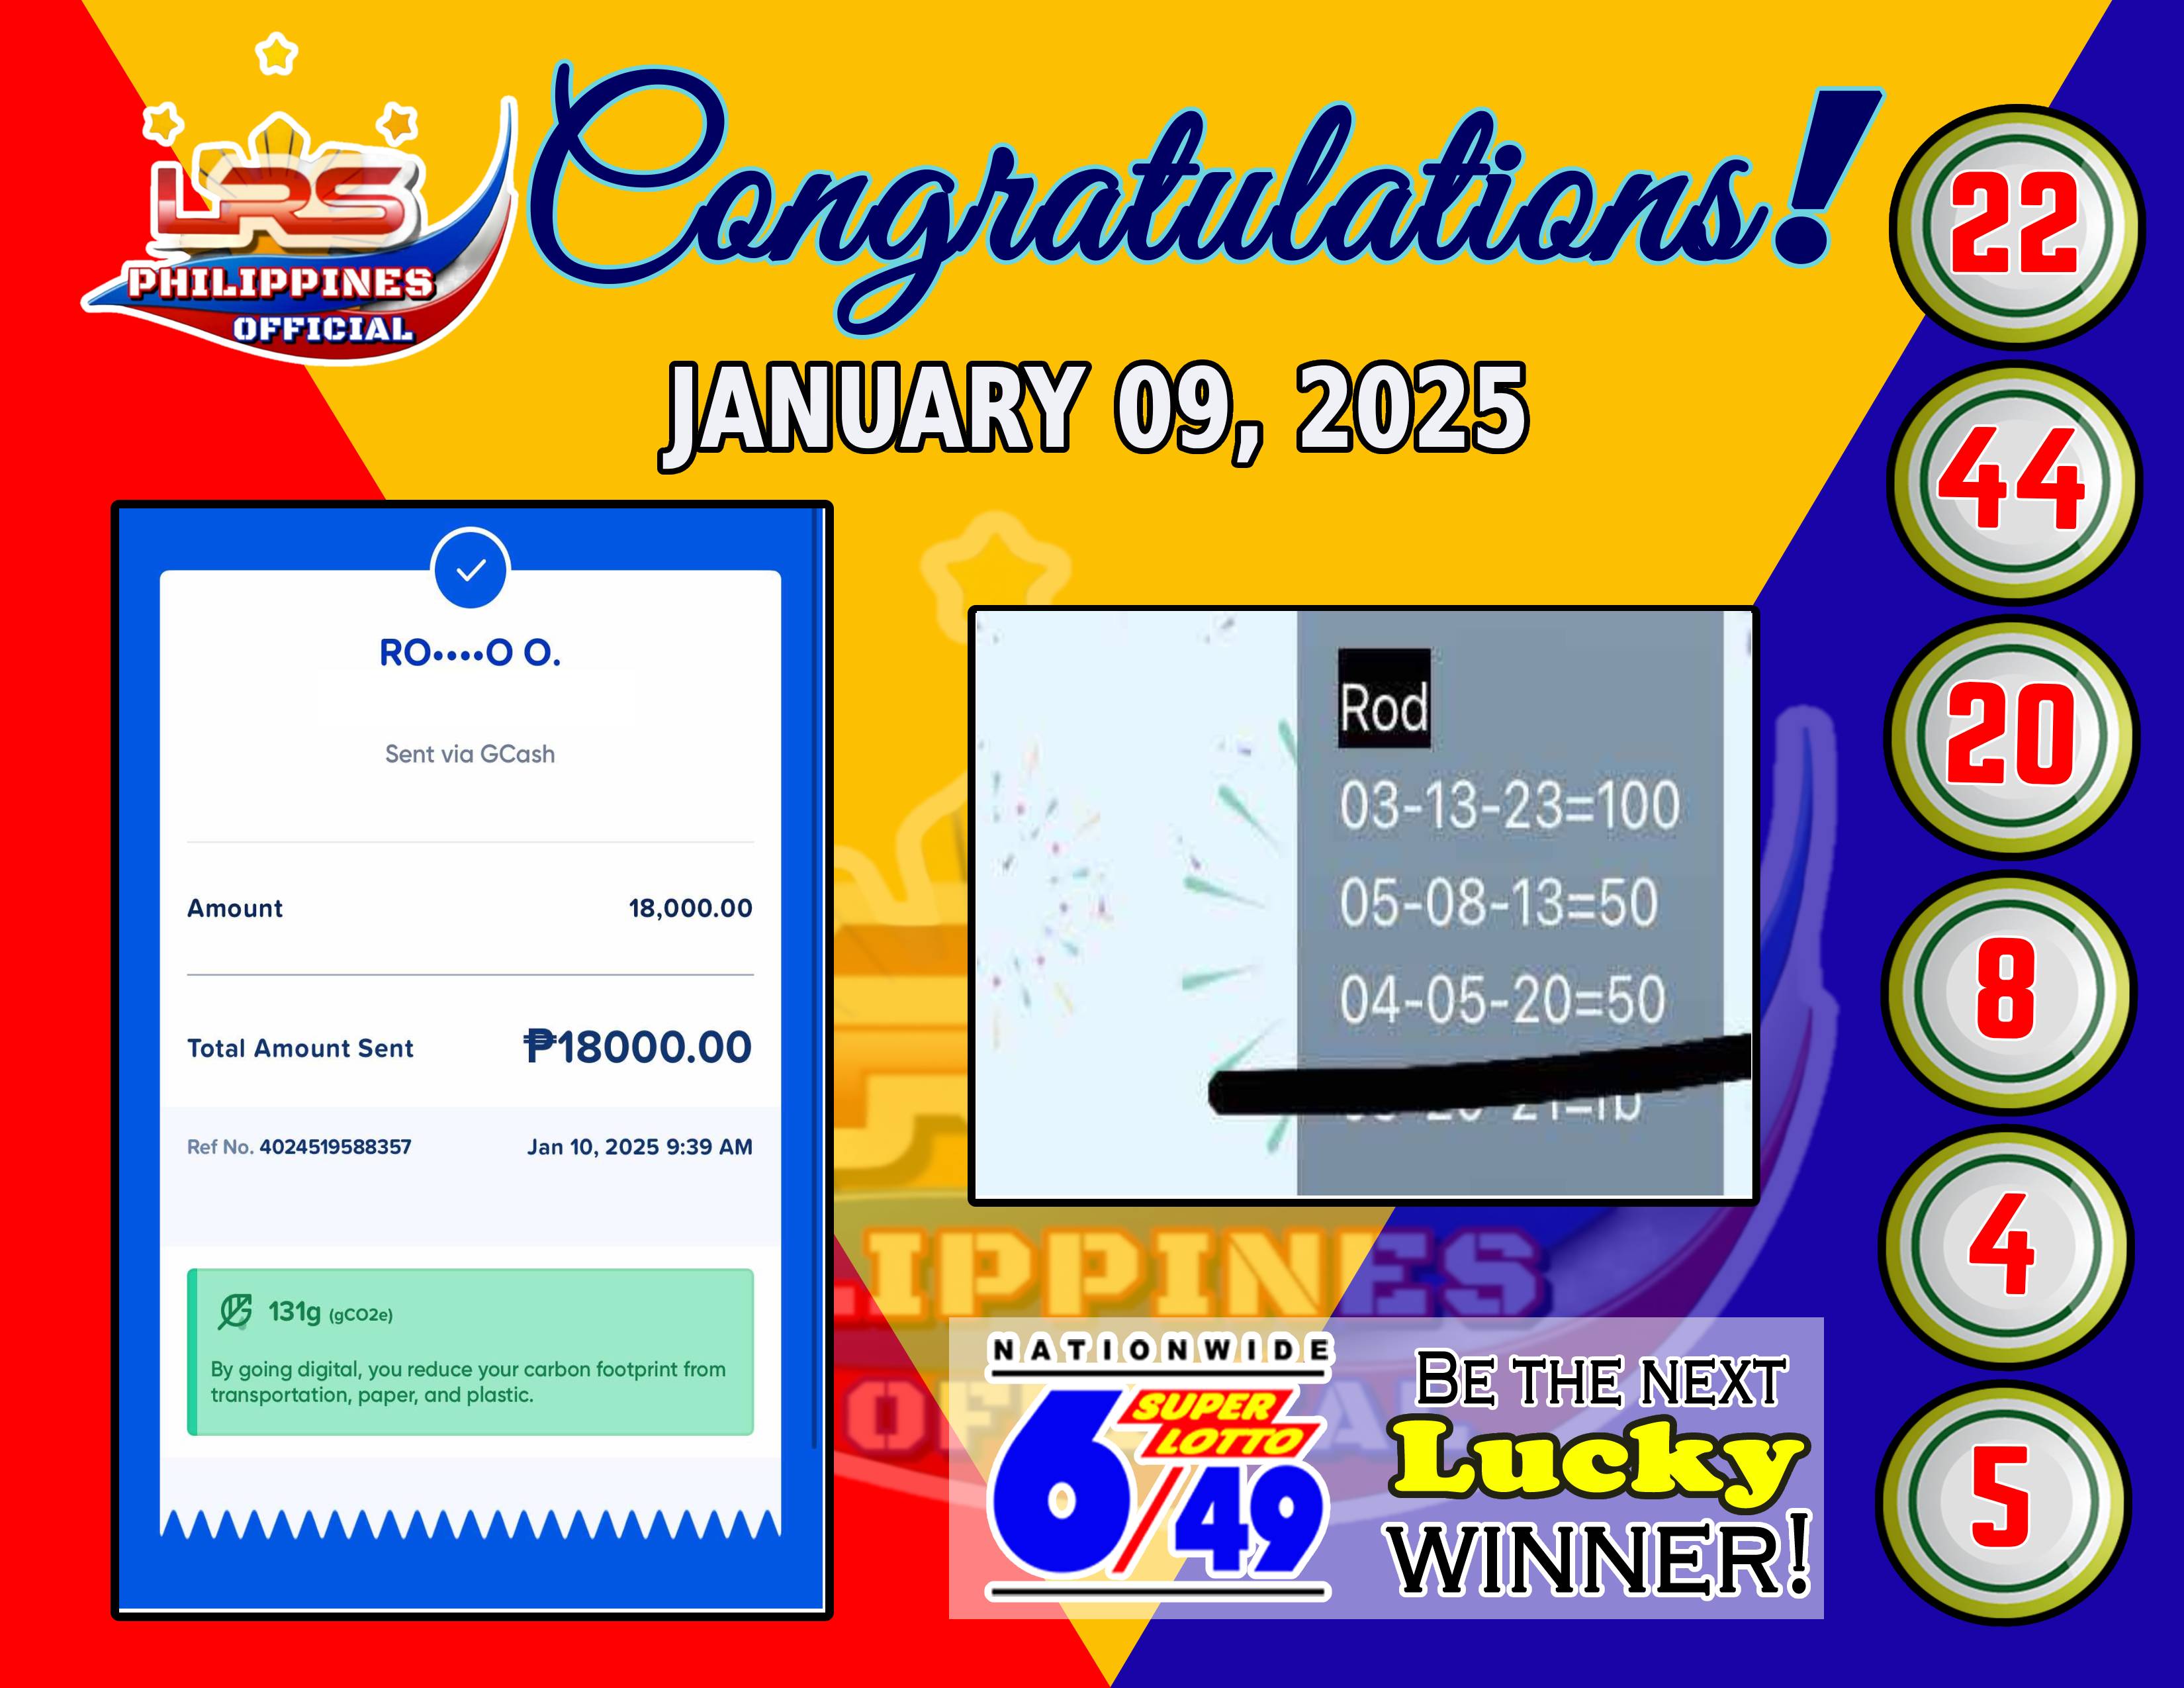 LRS
PHILIPPINES
OFFICIAL
Congratulations!
JANUARY 09, 2025
RO••••O O.
Sent via GCash
Amount 18,000.00
Total Amount Sent ₱18000.00
Ref No. 4024519588357 Jan 10, 2025 9:39 AM
131g (gCO2e)
By going digital, you reduce your carbon footprint from
transportation, paper, and plastic.
Rod
03-13-23=100
05-08-13=50
04-05-20=50
NATIONWIDE
SUPER
LOTTO
6/49
BE THE NEXT
Lucky
WINNER!
22
44
20
8
4
5